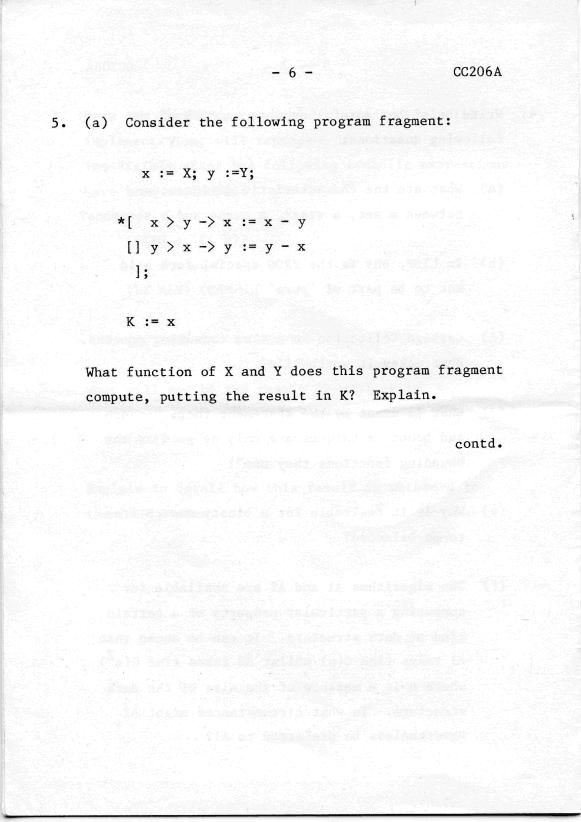 - 6 - CC206A
5. (a) Consider the following program fragment:
x := X; y :=Y;
*[ x > y -> x := x - y
[] y > x -> y := y - x
];
K := x
What function of X and Y does this program fragment
compute, putting the result in K? Explain.
contd.